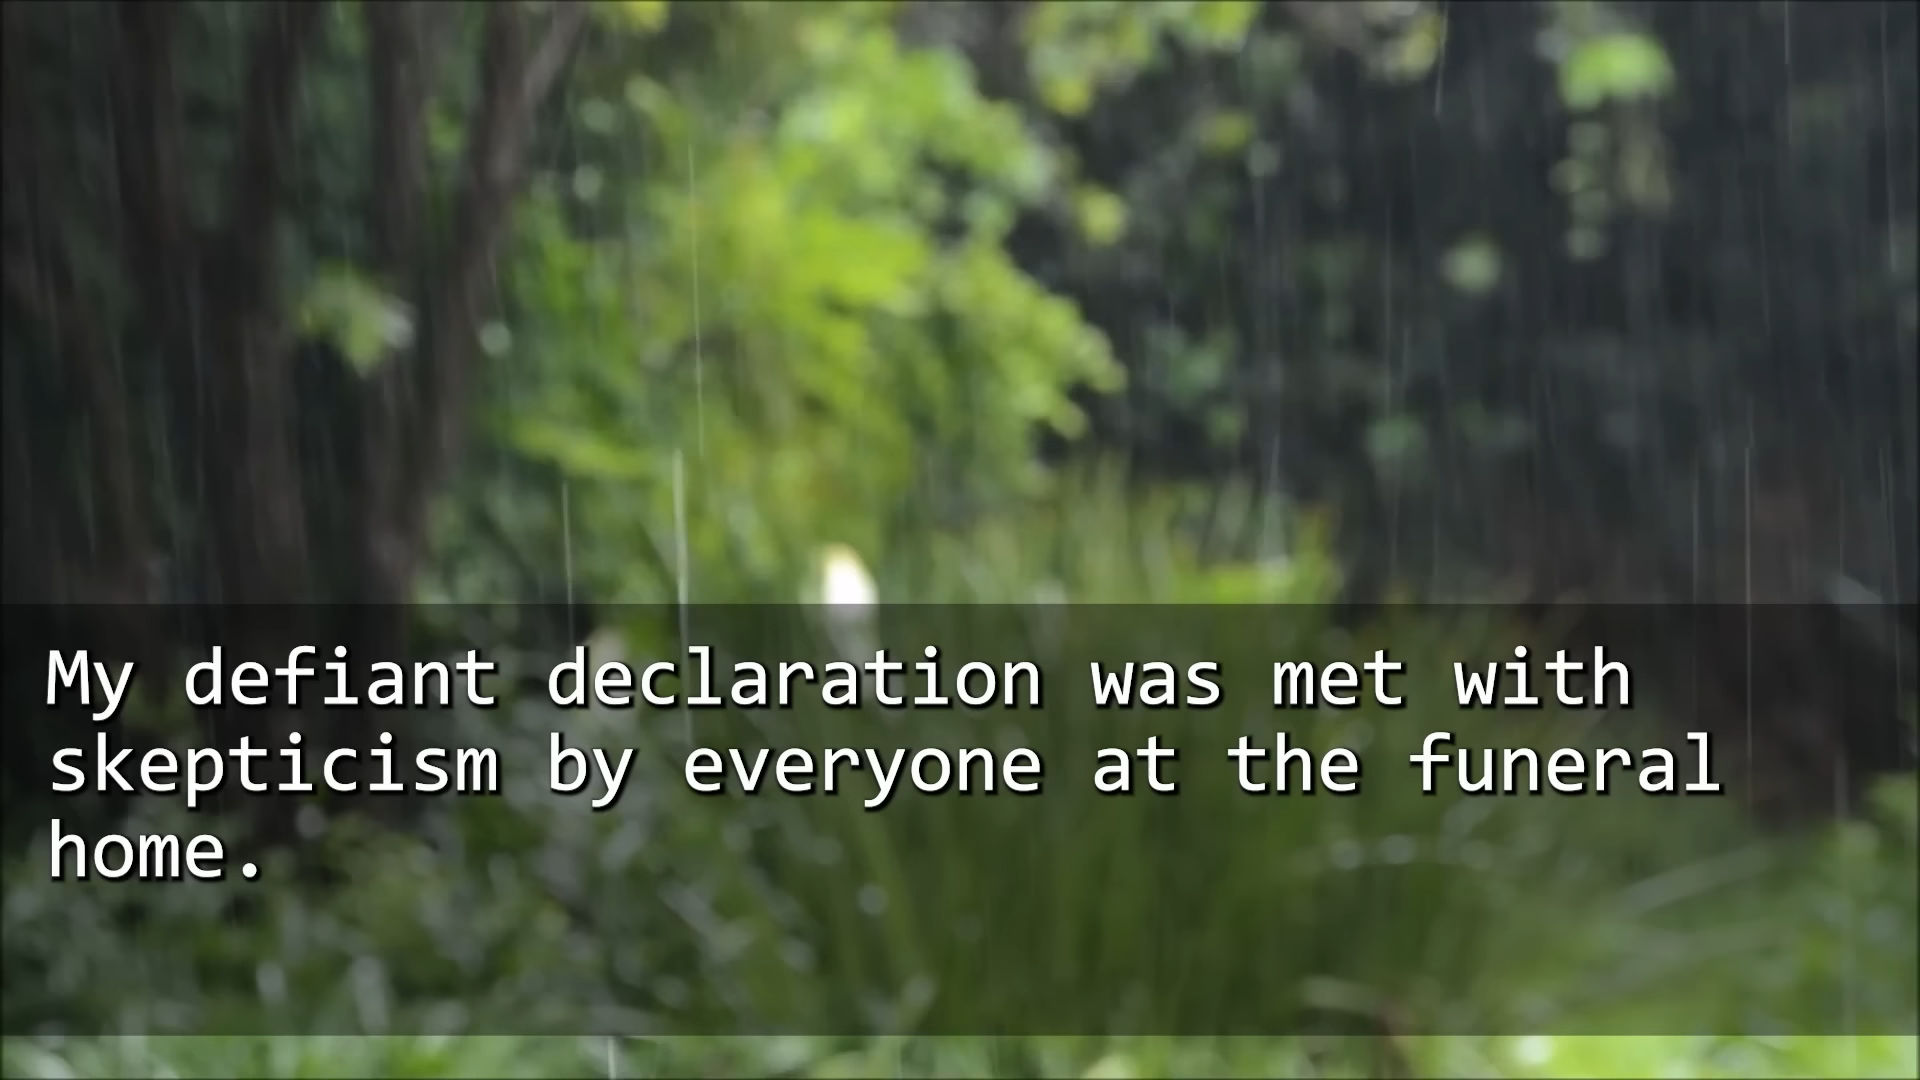 My defiant declaration was met with
skepticism by everyone at the funeral
home.